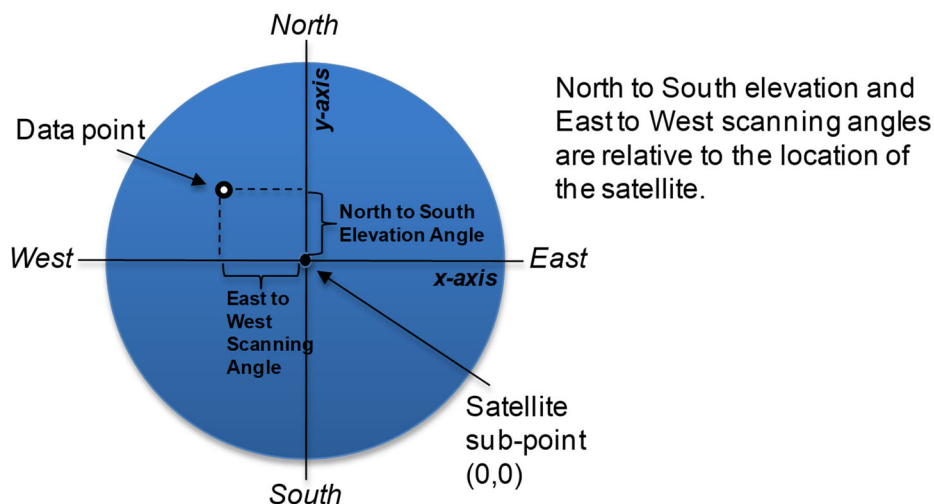 North
y-axis
Data point
North to South elevation and
East to West scanning angles
are relative to the location of
the satellite.
North to South
Elevation Angle
West
East
x-axis
East to
West
Scanning
Angle
Satellite
sub-point
(0,0)
South